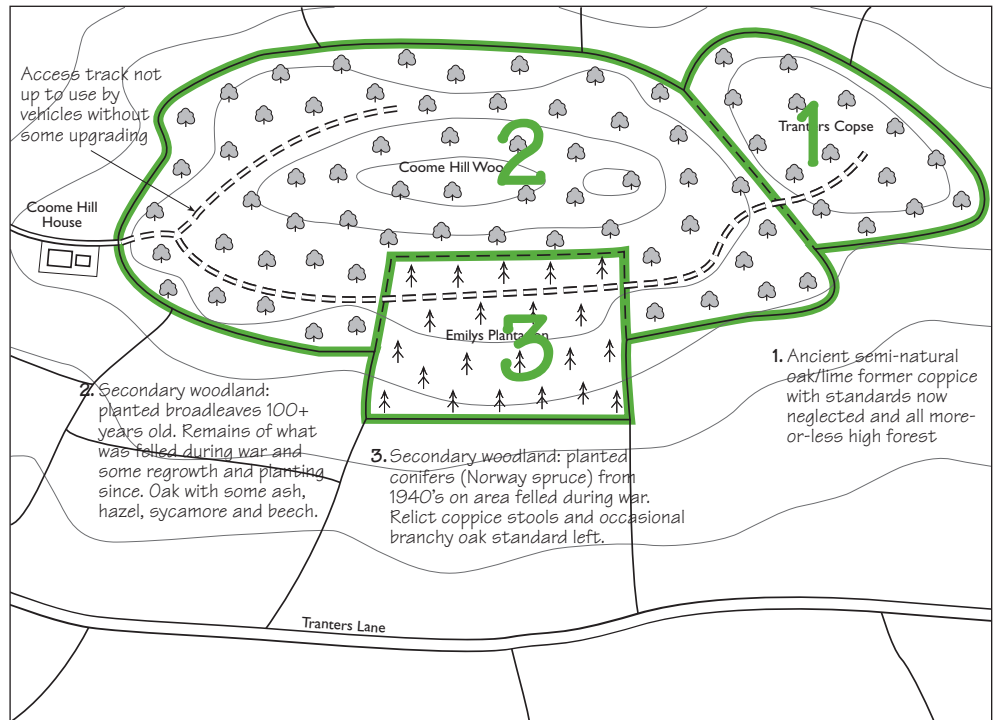 Access track not
up to use by
vehicles without
some upgrading
2
1
Tranters Copse
Coome Hill Wood
Coome Hill
House
3
Emilys Plantation
1. Ancient semi-natural
oak/lime former coppice
with standards now
neglected and all more-
or-less high forest
2. Secondary woodland:
planted broadleaves 100+
years old. Remains of what
was felled during war and
some regrowth and planting
since. Oak with some ash,
hazel, sycamore and beech.
3. Secondary woodland: planted
conifers (Norway spruce) from
1940's on area felled during war.
Relict coppice stools and occasional
branchy oak standard left.
Tranters Lane